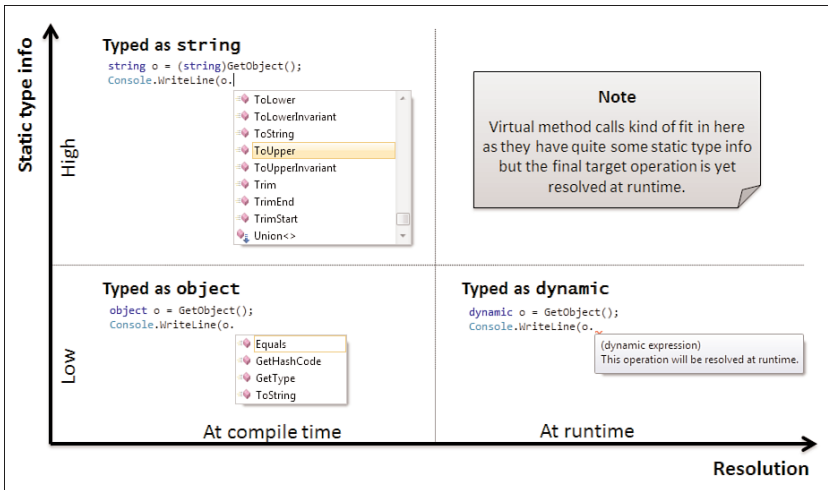 Static type info
High
Low
Typed as string
string o = (string)GetObject();
Console.WriteLine(o.
ToLower
ToLowerInvariant
ToString
ToUpper
ToUpperInvariant
Trim
TrimEnd
TrimStart
Union<>
Note
Virtual method calls kind of fit in here
as they have quite some static type info
but the final target operation is yet
resolved at runtime.
Typed as object
object o = GetObject();
Console.WriteLine(o.
Equals
GetHashCode
GetType
ToString
Typed as dynamic
dynamic o = GetObject();
Console.WriteLine(o.
(dynamic expression)
This operation will be resolved at runtime.
At compile time
At runtime
Resolution